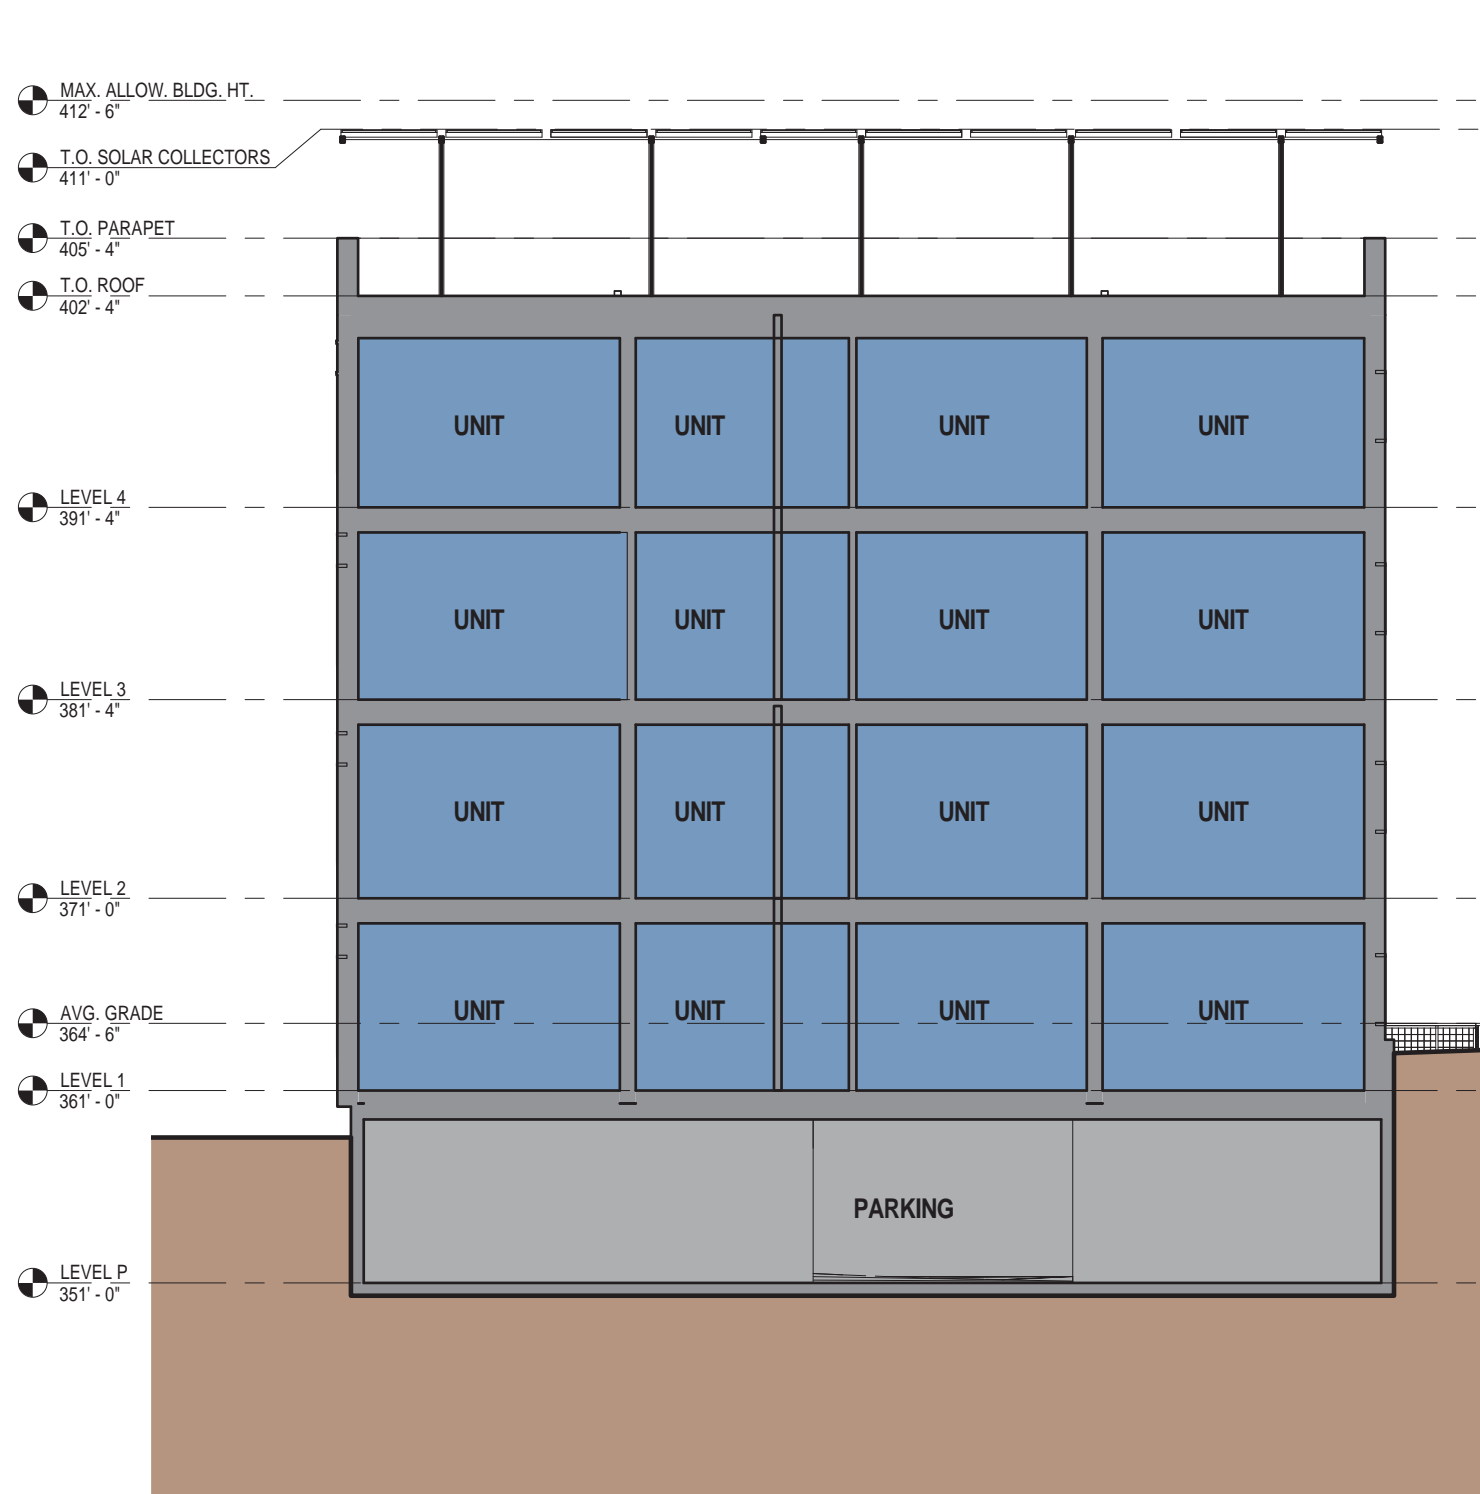 MAX. ALLOW. BLDG. HT.
412' - 6"
T.O. SOLAR COLLECTORS
411' - 0"
T.O. PARAPET
405' - 4"
T.O. ROOF
402' - 4"
UNIT UNIT UNIT UNIT
LEVEL 4
391' - 4"
UNIT UNIT UNIT UNIT
LEVEL 3
381' - 4"
UNIT UNIT UNIT UNIT
LEVEL 2
371' - 0"
UNIT UNIT UNIT UNIT
AVG. GRADE
364' - 6"
LEVEL 1
361' - 0"
PARKING
LEVEL P
351' - 0"